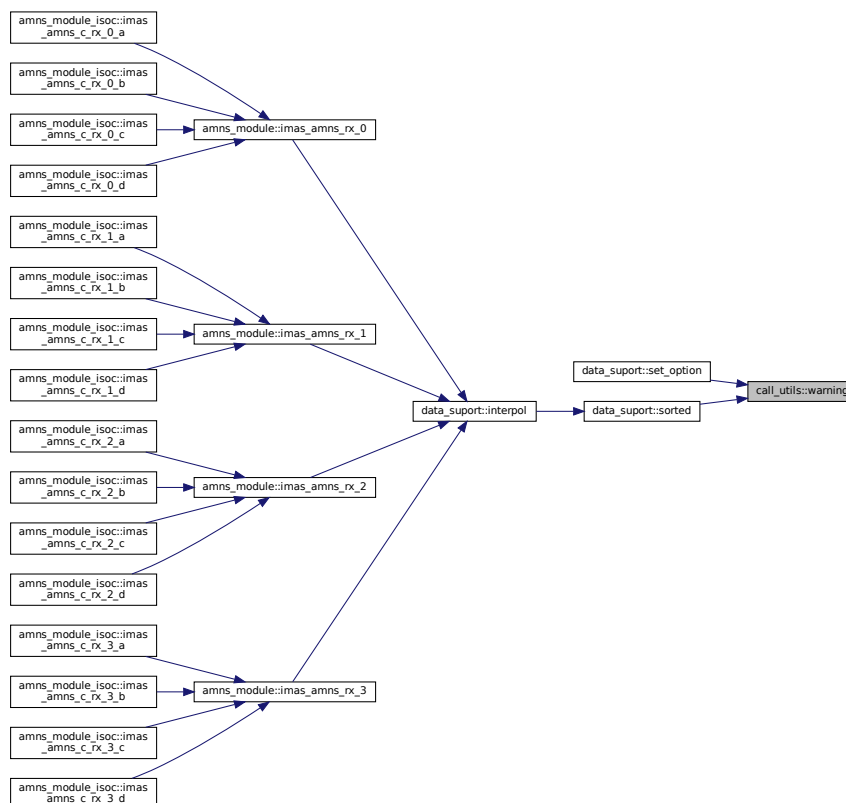 amns_module_isoc::imas
_amns_c_rx_0_a
amns_module_isoc::imas
_amns_c_rx_0_b
amns_module_isoc::imas
_amns_c_rx_0_c
amns_module_isoc::imas
_amns_c_rx_0_d
amns_module::imas_amns_rx_0
amns_module_isoc::imas
_amns_c_rx_1_a
amns_module_isoc::imas
_amns_c_rx_1_b
amns_module_isoc::imas
_amns_c_rx_1_c
amns_module_isoc::imas
_amns_c_rx_1_d
amns_module::imas_amns_rx_1
amns_module_isoc::imas
_amns_c_rx_2_a
amns_module_isoc::imas
_amns_c_rx_2_b
amns_module_isoc::imas
_amns_c_rx_2_c
amns_module_isoc::imas
_amns_c_rx_2_d
amns_module::imas_amns_rx_2
amns_module_isoc::imas
_amns_c_rx_3_a
amns_module_isoc::imas
_amns_c_rx_3_b
amns_module_isoc::imas
_amns_c_rx_3_c
amns_module_isoc::imas
_amns_c_rx_3_d
amns_module::imas_amns_rx_3
data_suport::interpol
data_suport::set_option
data_suport::sorted
call_utils::warning